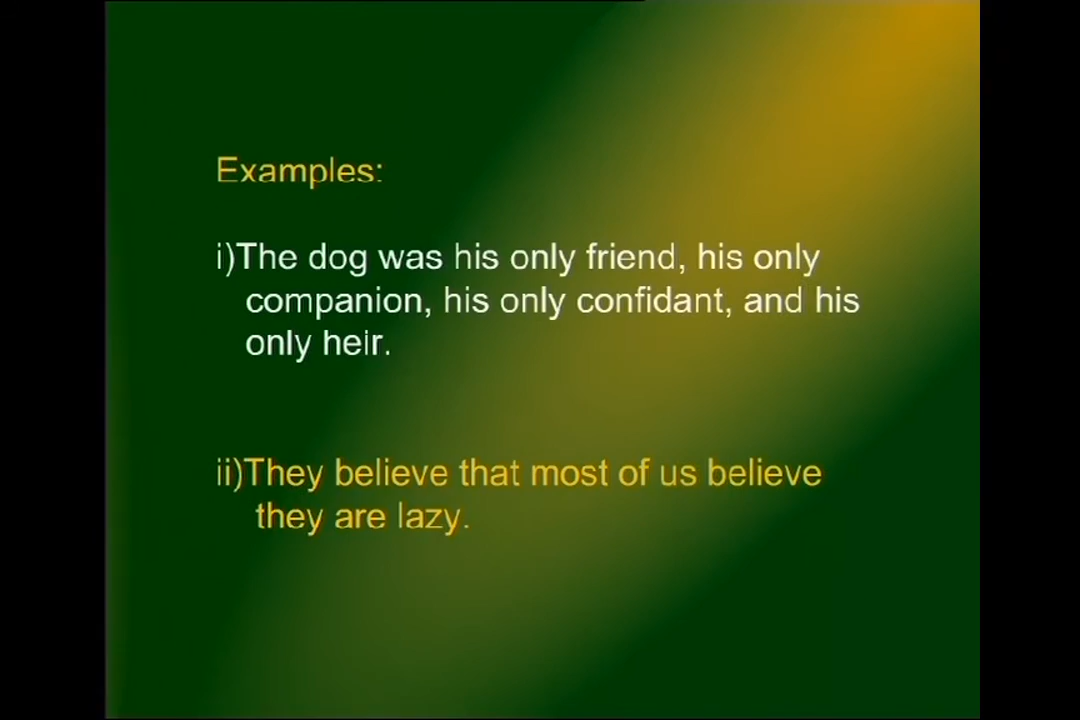 Examples:
i)The dog was his only friend, his only
companion, his only confidant, and his
only heir.
ii)They believe that most of us believe
they are lazy.